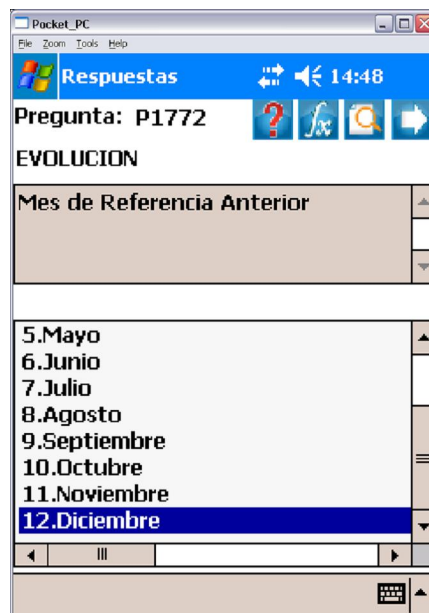 Pocket_PC
File Zoom Tools Help
Respuestas 14:48
Pregunta: P1772
EVOLUCION
Mes de Referencia Anterior
5.Mayo
6.Junio
7.Julio
8.Agosto
9.Septiembre
10.Octubre
11.Noviembre
12.Diciembre